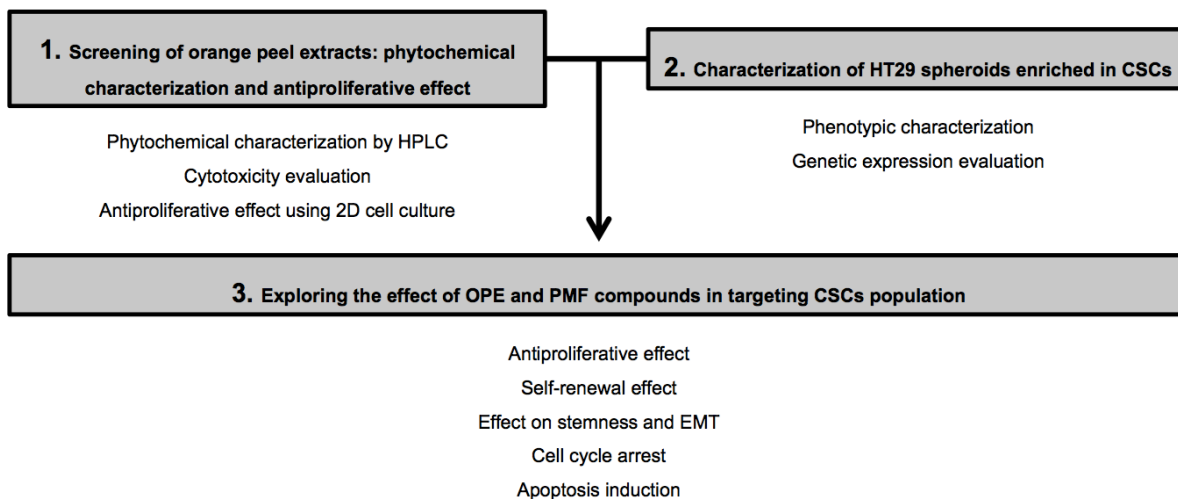 1. Screening of orange peel extracts: phytochemical
characterization and antiproliferative effect
Phytochemical characterization by HPLC
Cytotoxicity evaluation
Antiproliferative effect using 2D cell culture
2. Characterization of HT29 spheroids enriched in CSCs
Phenotypic characterization
Genetic expression evaluation
3. Exploring the effect of OPE and PMF compounds in targeting CSCs population
Antiproliferative effect
Self-renewal effect
Effect on stemness and EMT
Cell cycle arrest
Apoptosis induction